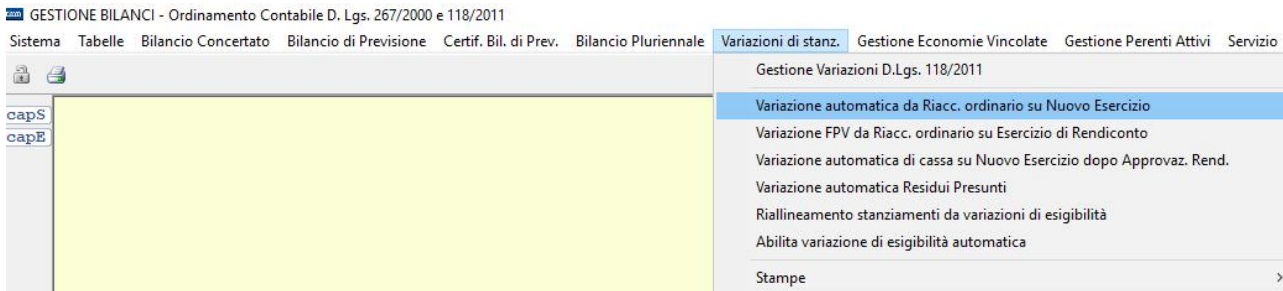 GESTIONE BILANCI - Ordinamento Contabile D. Lgs. 267/2000 e 118/2011
Sistema Tabelle Bilancio Concertato Bilancio di Previsione Certif. Bil. di Prev. Bilancio Pluriennale Variazioni di stanz. Gestione Economie Vincolate Gestione Perenti Attivi Servizio
Gestione Variazioni D.Lgs. 118/2011
capS
Variazione automatica da Riacc. ordinario su Nuovo Esercizio
capE
Variazione FPV da Riacc. ordinario su Esercizio di Rendiconto
Variazione automatica di cassa su Nuovo Esercizio dopo Approvaz. Rend.
Variazione automatica Residui Presunti
Riallineamento stanziamenti da variazioni di esigibilità
Abilita variazione di esigibilità automatica
Stampe